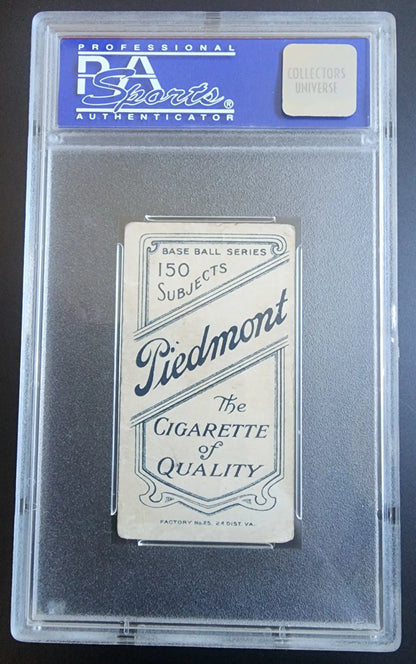 PROFESSIONAL
PSA
Sports®
AUTHENTICATOR
COLLECTORS
UNIVERSE
BASE BALL SERIES
150
SUBJECTS
Piedmont
The
CIGARETTE
of
QUALITY
FACTORY No. 25, 2d DIST. VA.